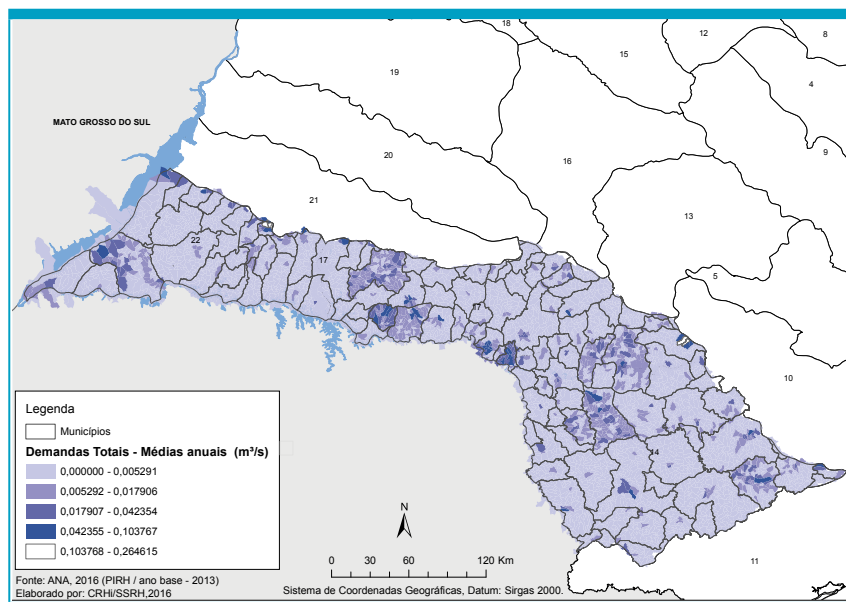 18
12
8
15
19
4
MATO GROSSO DO SUL
20
16
9
21
13
22
17
5
10
14
11
Legenda
Municípios
Demandas Totais - Médias anuais (m³/s)
0,000000 - 0,005291
0,005292 - 0,017906
0,017907 - 0,042354
0,042355 - 0,103767
0,103768 - 0,264615
N
0 30 60 120 Km
Fonte: ANA, 2016 (PIRH / ano base - 2013)
Elaborado por: CRHi/SSRH,2016
Sistema de Coordenadas Geográficas, Datum: Sirgas 2000.